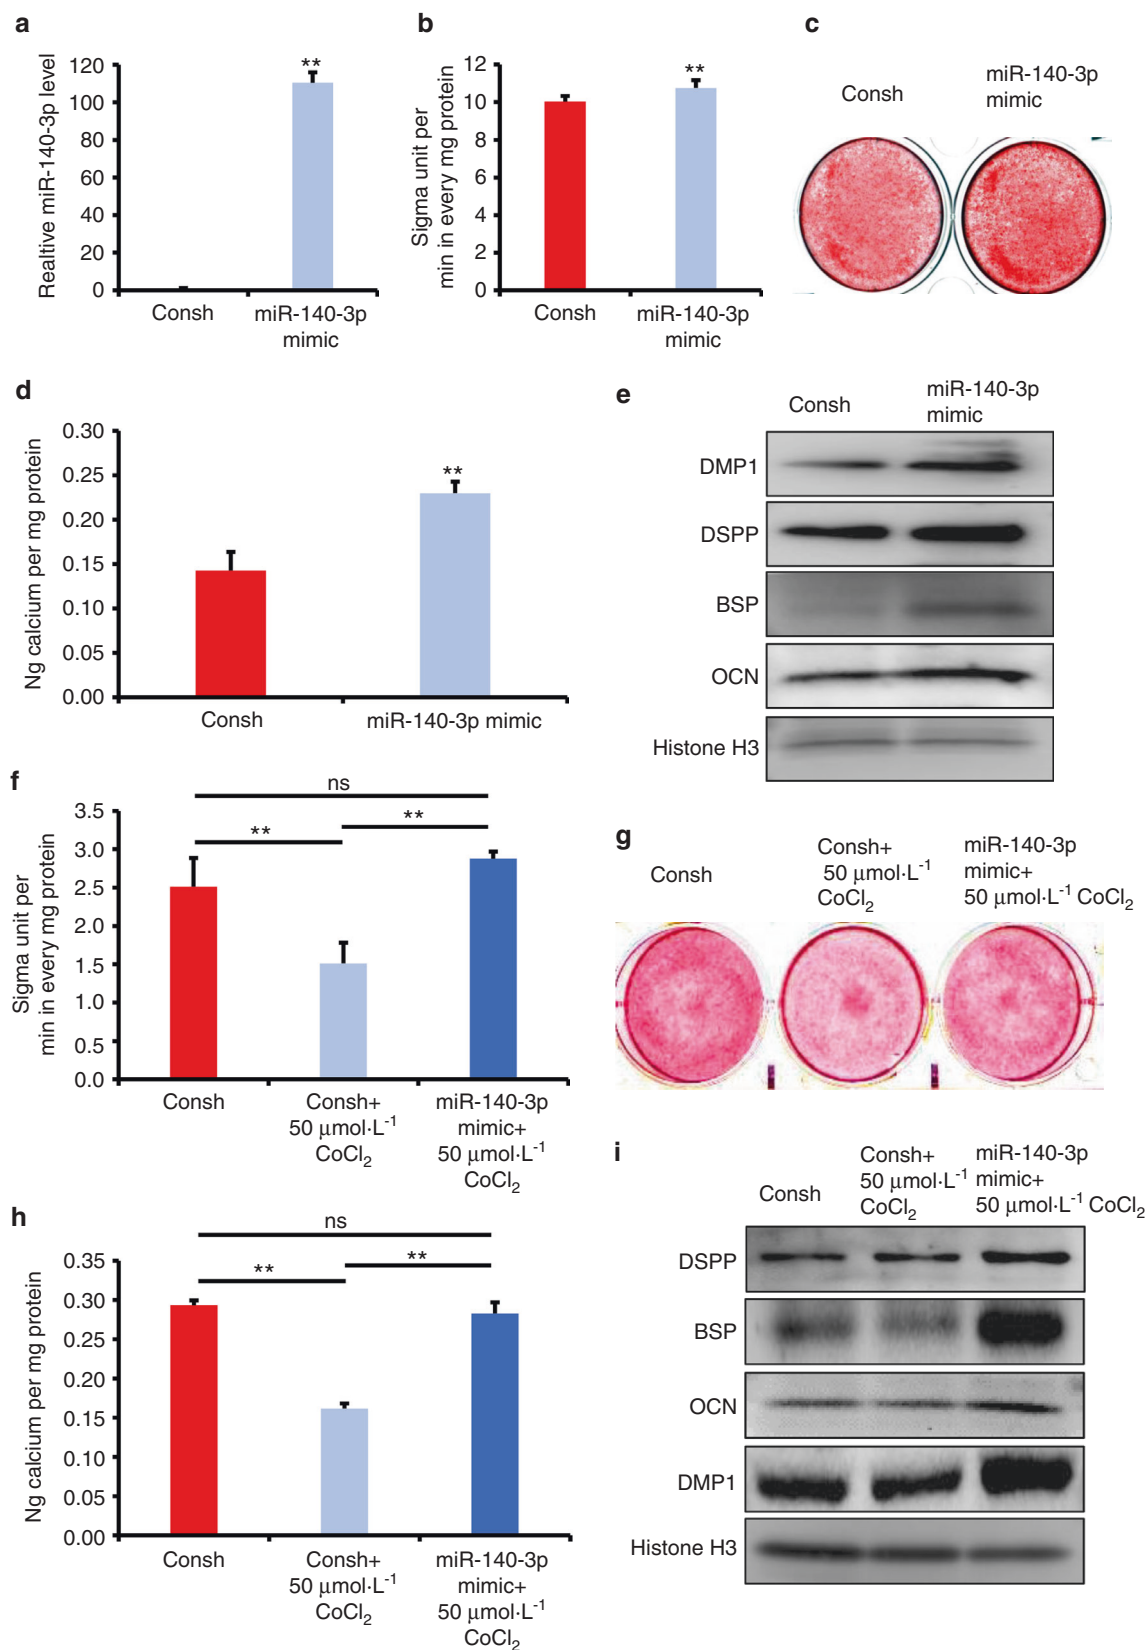 a
Realtive miR-140-3p level
120
100
80
60
40
20
0
**
Consh
miR-140-3p
mimic
b
Sigma unit per
min in every mg protein
12
10
8
6
4
2
0
**
Consh
miR-140-3p
mimic
c
Consh
miR-140-3p
mimic
d
Ng calcium per mg protein
0.30
0.25
0.20
0.15
0.10
0.05
0.00
**
Consh
miR-140-3p mimic
e
Consh
miR-140-3p
mimic
DMP1
DSPP
BSP
OCN
Histone H3
f
Sigma unit per
min in every mg protein
3.5
3.0
2.5
2.0
1.5
1.0
0.5
0.0
ns
**
**
Consh
Consh+
50 μmol·L⁻¹
CoCl₂
miR-140-3p
mimic+
50 μmol·L⁻¹
CoCl₂
g
Consh
Consh+
50 μmol·L⁻¹
CoCl₂
miR-140-3p
mimic+
50 μmol·L⁻¹ CoCl₂
h
Ng calcium per mg protein
0.35
0.30
0.25
0.20
0.15
0.10
0.05
0.00
ns
**
**
Consh
Consh+
50 μmol·L⁻¹
CoCl₂
miR-140-3p
mimic+
50 μmol·L⁻¹
CoCl₂
i
Consh
Consh+
50 μmol·L⁻¹
CoCl₂
miR-140-3p
mimic+
50 μmol·L⁻¹ CoCl₂
DSPP
BSP
OCN
DMP1
Histone H3